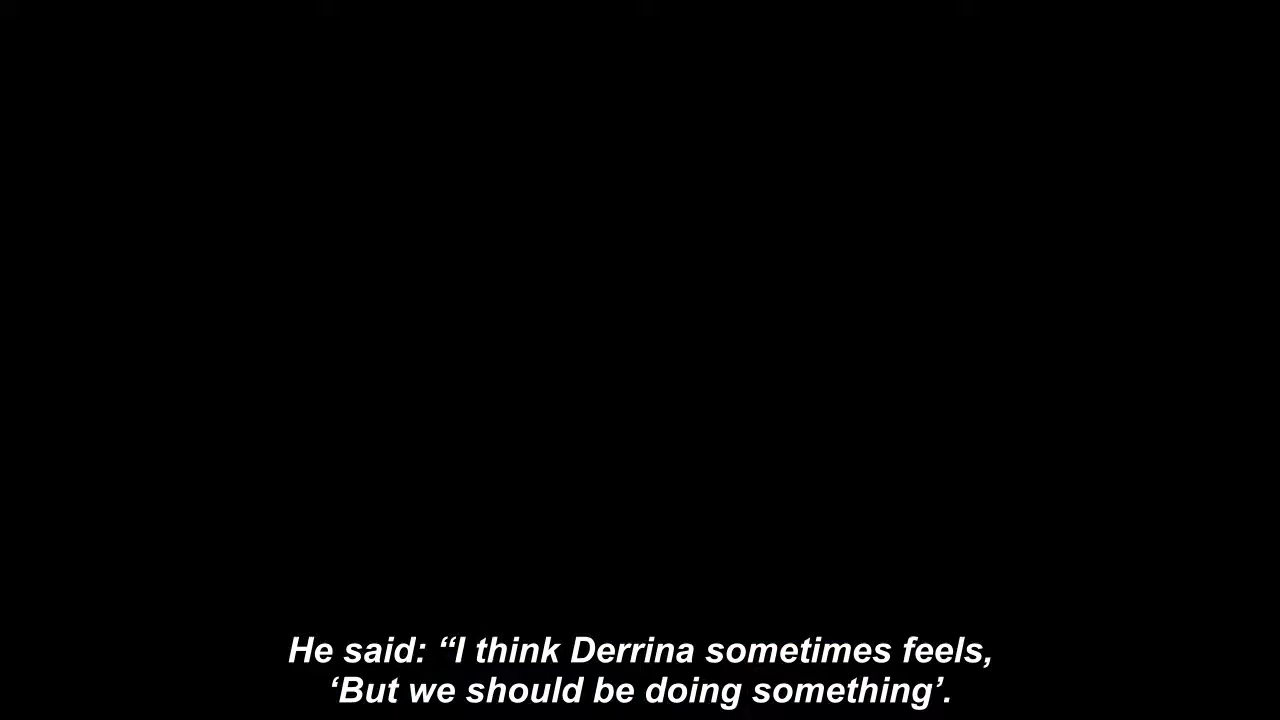 He said: “I think Derrina sometimes feels,
‘But we should be doing something’.